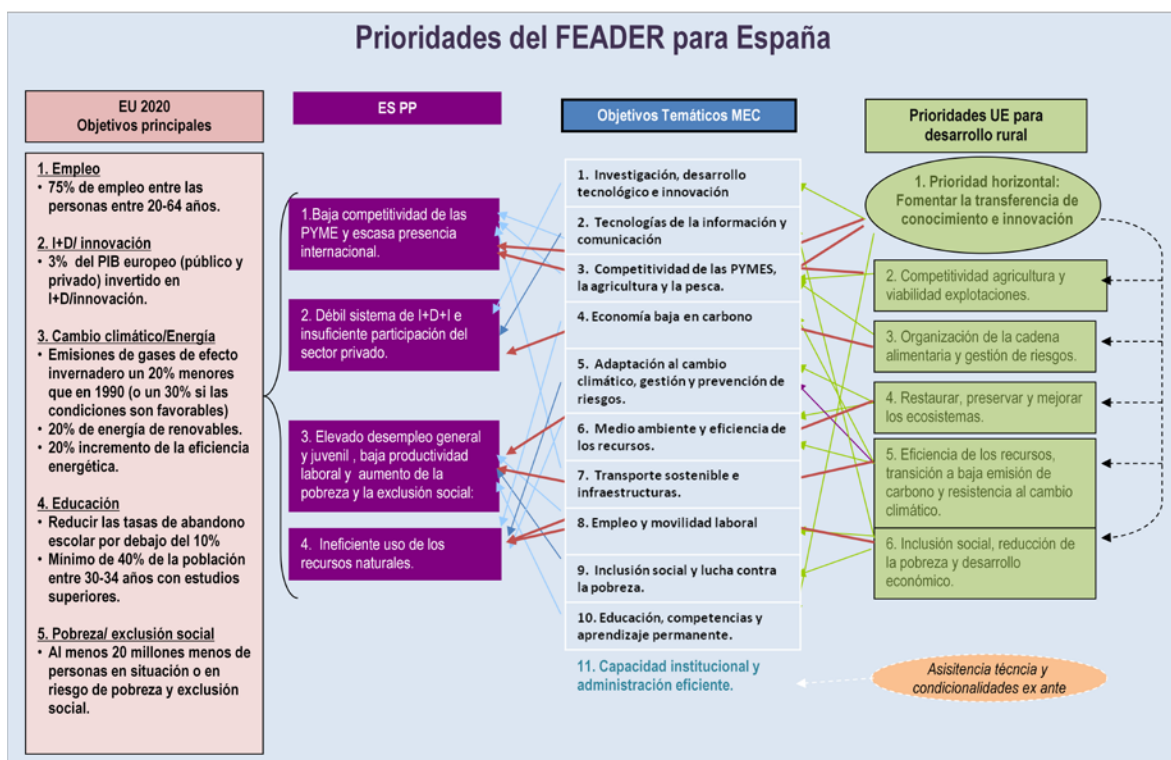 Prioridades del FEADER para España
EU 2020
Objetivos principales
1. Empleo
• 75% de empleo entre las
personas entre 20-64 años.
2. I+D/ innovación
• 3% del PIB europeo (público y
privado) invertido en
I+D/innovación.
3. Cambio climático/Energía
• Emisiones de gases de efecto
invernadero un 20% menores
que en 1990 (o un 30% si las
condiciones son favorables)
• 20% de energía de renovables.
• 20% incremento de la eficiencia
energética.
4. Educación
• Reducir las tasas de abandono
escolar por debajo del 10%
• Mínimo de 40% de la población
entre 30-34 años con estudios
superiores.
5. Pobreza/ exclusión social
• Al menos 20 millones menos de
personas en situación o en
riesgo de pobreza y exclusión
social.
ES PP
1.Baja competitividad de las
PYME y escasa presencia
internacional.
2. Débil sistema de I+D+I e
insuficiente participación del
sector privado.
3. Elevado desempleo general
y juvenil , baja productividad
laboral y aumento de la
pobreza y la exclusión social:
4. Ineficiente uso de los
recursos naturales.
Objetivos Temáticos MEC
1. Investigación, desarrollo
tecnológico e innovación
2. Tecnologías de la información y
comunicación
3. Competitividad de las PYMES,
la agricultura y la pesca.
4. Economía baja en carbono
5. Adaptación al cambio
climático, gestión y prevención de
riesgos.
6. Medio ambiente y eficiencia de
los recursos.
7. Transporte sostenible e
infraestructuras.
8. Empleo y movilidad laboral
9. Inclusión social y lucha contra
la pobreza.
10. Educación, competencias y
aprendizaje permanente.
11. Capacidad institucional y
administración eficiente.
Prioridades UE para
desarrollo rural
1. Prioridad horizontal:
Fomentar la transferencia de
conocimiento e innovación
2. Competitividad agricultura y
viabilidad explotaciones.
3. Organización de la cadena
alimentaria y gestión de riesgos.
4. Restaurar, preservar y mejorar
los ecosistemas.
5. Eficiencia de los recursos,
transición a baja emisión de
carbono y resistencia al cambio
climático.
6. Inclusión social, reducción de
la pobreza y desarrollo
económico.
Asisitencia técncia y
condicionalidades ex ante